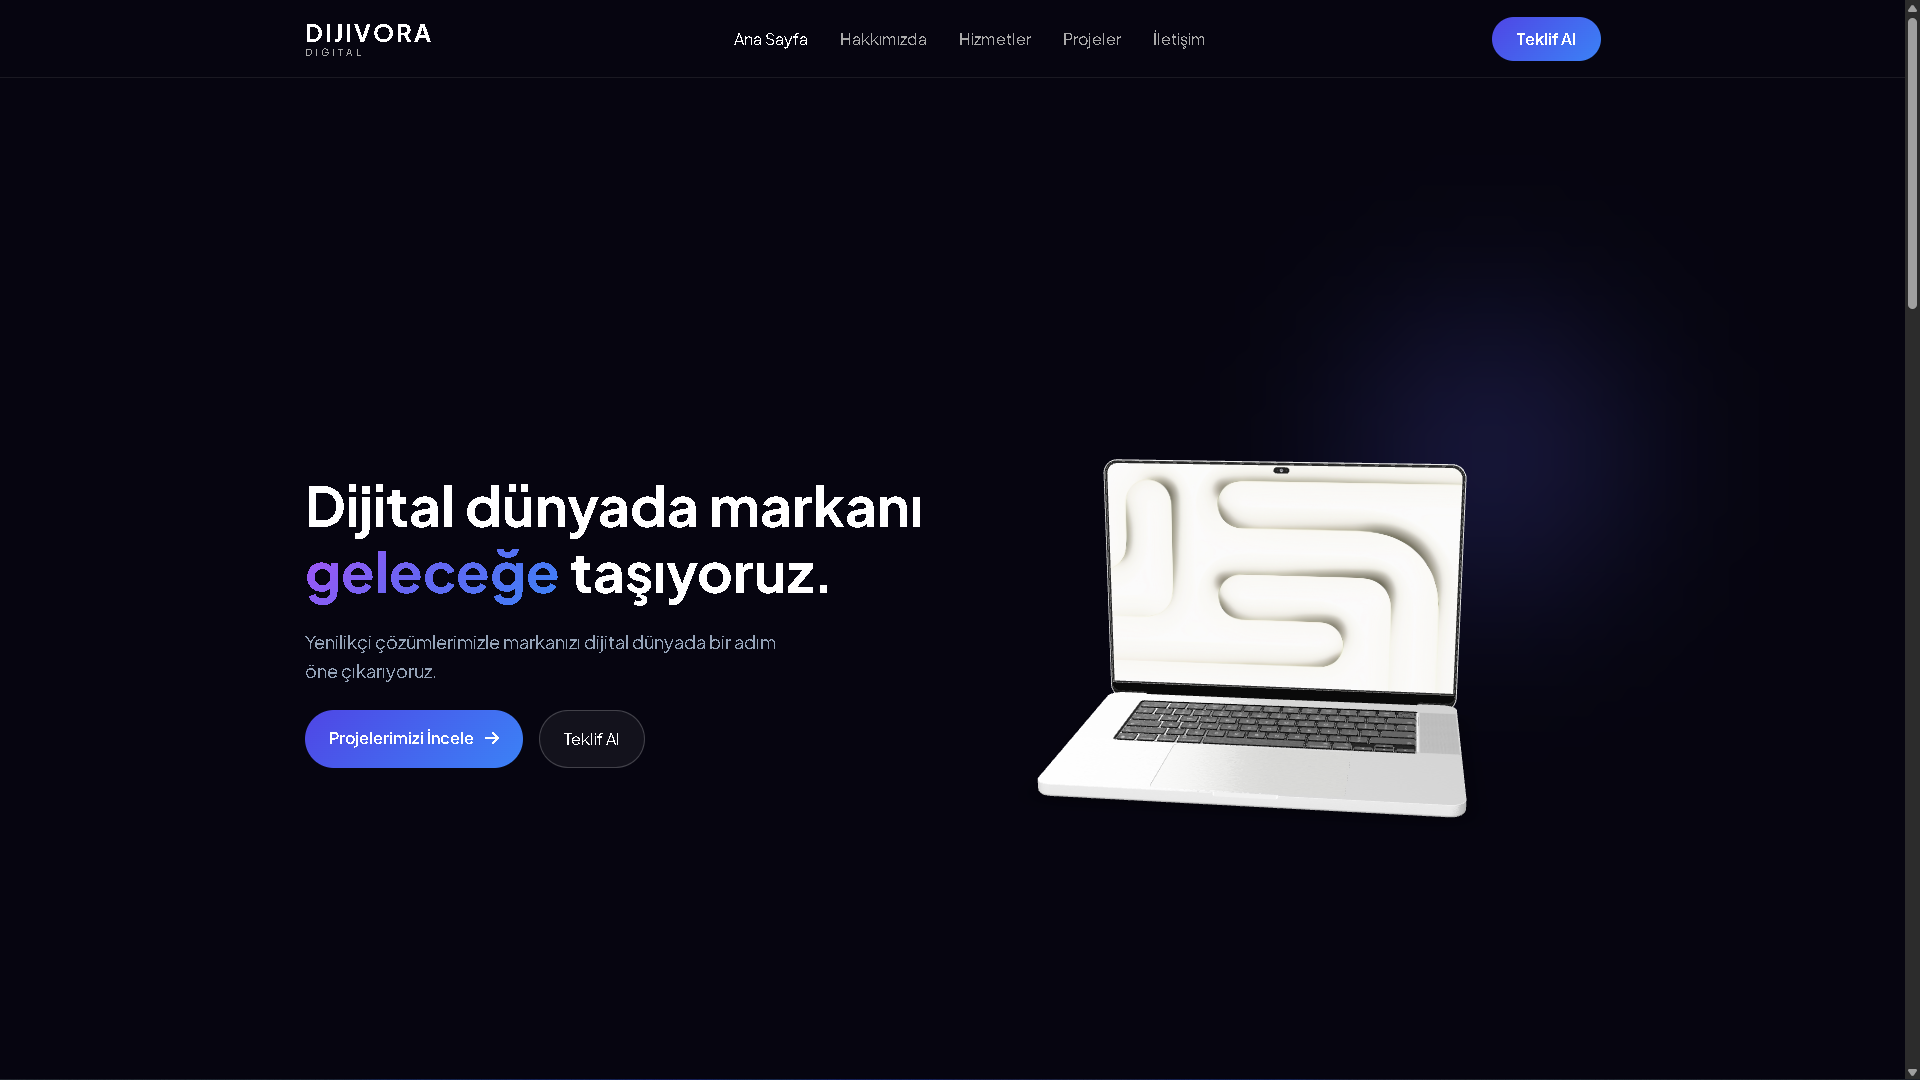 DIJIVORA
DIGITAL
Ana Sayfa
Hakkımızda
Hizmetler
Projeler
İletişim
Teklif Al
Dijital dünyada markanı
geleceğe taşıyoruz.
Yenilikçi çözümlerimizle markanızı dijital dünyada bir adım
öne çıkarıyoruz.
Projelerimizi İncele
Teklif Al